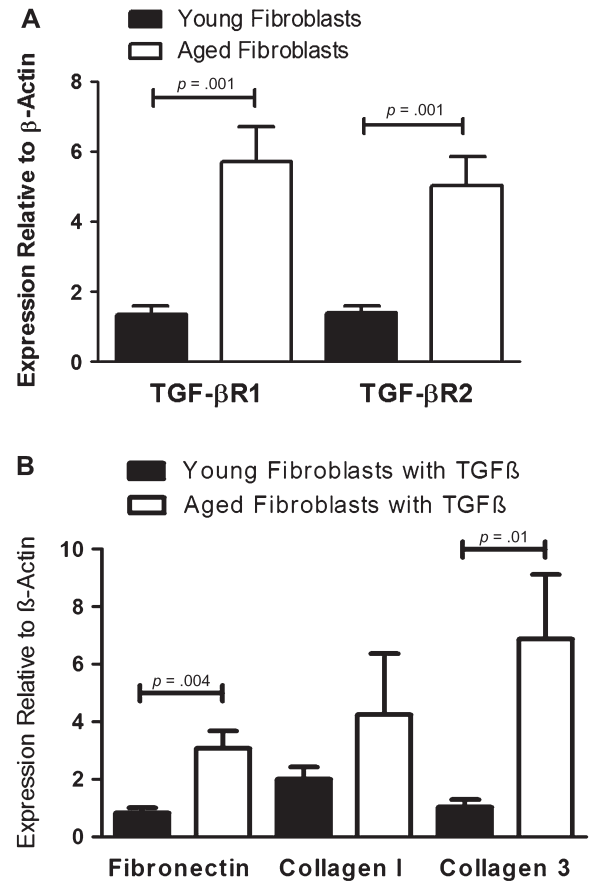 A
Young Fibroblasts
Aged Fibroblasts
Expression Relative to β-Actin
8
6
4
2
0
p = .001
p = .001
TGF-βR1
TGF-βR2
B
Young Fibroblasts with TGFß
Aged Fibroblasts with TGFß
Expression Relative to ß-Actin
10
8
6
4
2
0
p = .004
p = .01
Fibronectin
Collagen I
Collagen 3